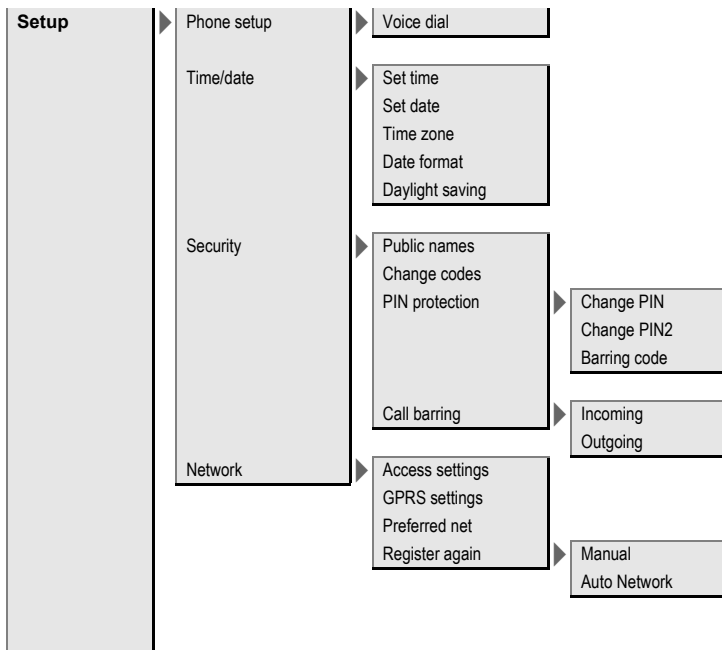 Setup
Phone setup
Voice dial
Time/date
Set time
Set date
Time zone
Date format
Daylight saving
Security
Public names
Change codes
PIN protection
Change PIN
Change PIN2
Barring code
Call barring
Incoming
Outgoing
Network
Access settings
GPRS settings
Preferred net
Register again
Manual
Auto Network